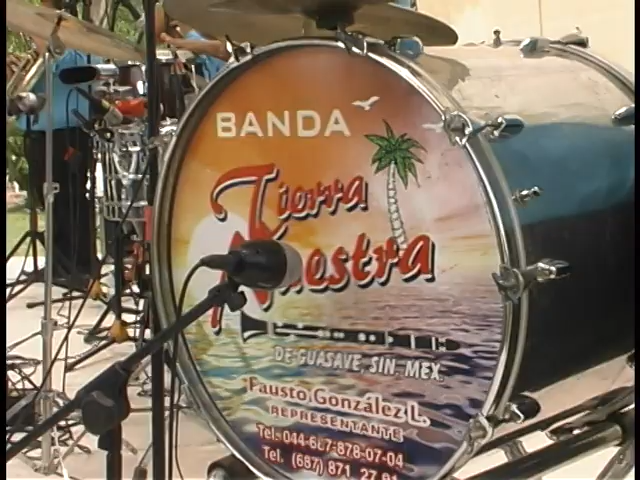 BANDA
Tierra
Nuestra
DE GUASAVE, SIN. MEX.
Fausto González L.
REPRESENTANTE
Tel. 044-667-878-07-04
Tel. (687) 871 27 91